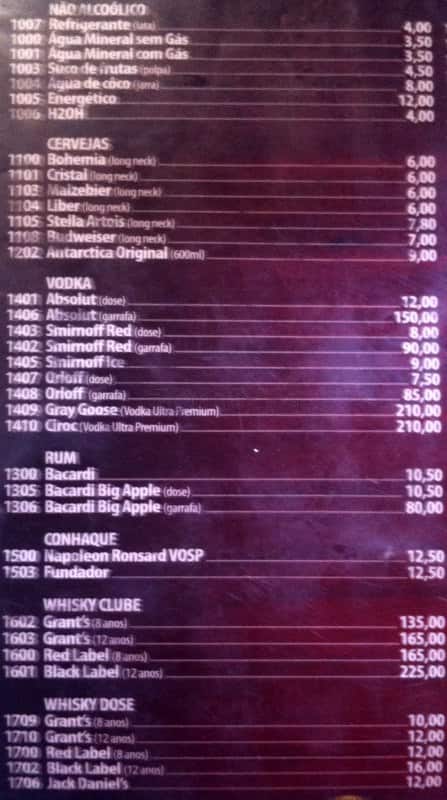 NÃO ALCOÓLICO
1007 Refrigerante (lata) 4,00
1000 Água Mineral sem Gás 3,50
1001 Água Mineral com Gás 3,50
1003 Suco de frutas (polpa) 4,50
1004 Água de côco (jarra) 8,00
1005 Energético 12,00
1006 H2OH 4,00
CERVEJAS
1100 Bohemia (long neck) 6,00
1101 Cristal (long neck) 6,00
1103 Malzebier (long neck) 6,00
1104 Liber (long neck) 6,00
1105 Stella Artois (long neck) 7,80
1108 Budweiser (long neck) 7,00
1202 Antarctica Original (600ml) 9,00
VODKA
1401 Absolut (dose) 12,00
1406 Absolut (garrafa) 150,00
1403 Smirnoff Red (dose) 8,00
1402 Smirnoff Red (garrafa) 90,00
1405 Smirnoff Ice 9,00
1407 Orloff (dose) 7,50
1408 Orloff (garrafa) 85,00
1409 Gray Goose (Vodka Ultra Premium) 210,00
1410 Ciroc (Vodka Ultra Premium) 210,00
RUM
1300 Bacardi 10,50
1305 Bacardi Big Apple (dose) 10,50
1306 Bacardi Big Apple (garrafa) 80,00
CONHAQUE
1500 Napoleon Ronsard VOSP 12,50
1503 Fundador 12,50
WHISKY CLUBE
1602 Grant's (8 anos) 135,00
1603 Grant's (12 anos) 165,00
1600 Red Label (8 anos) 165,00
1601 Black Label (12 anos) 225,00
WHISKY DOSE
1709 Grant's (8 anos) 10,00
1710 Grant's (12 anos) 12,00
1700 Red Label (8 anos) 12,00
1702 Black Label (12 anos) 16,00
1706 Jack Daniel's 12,00